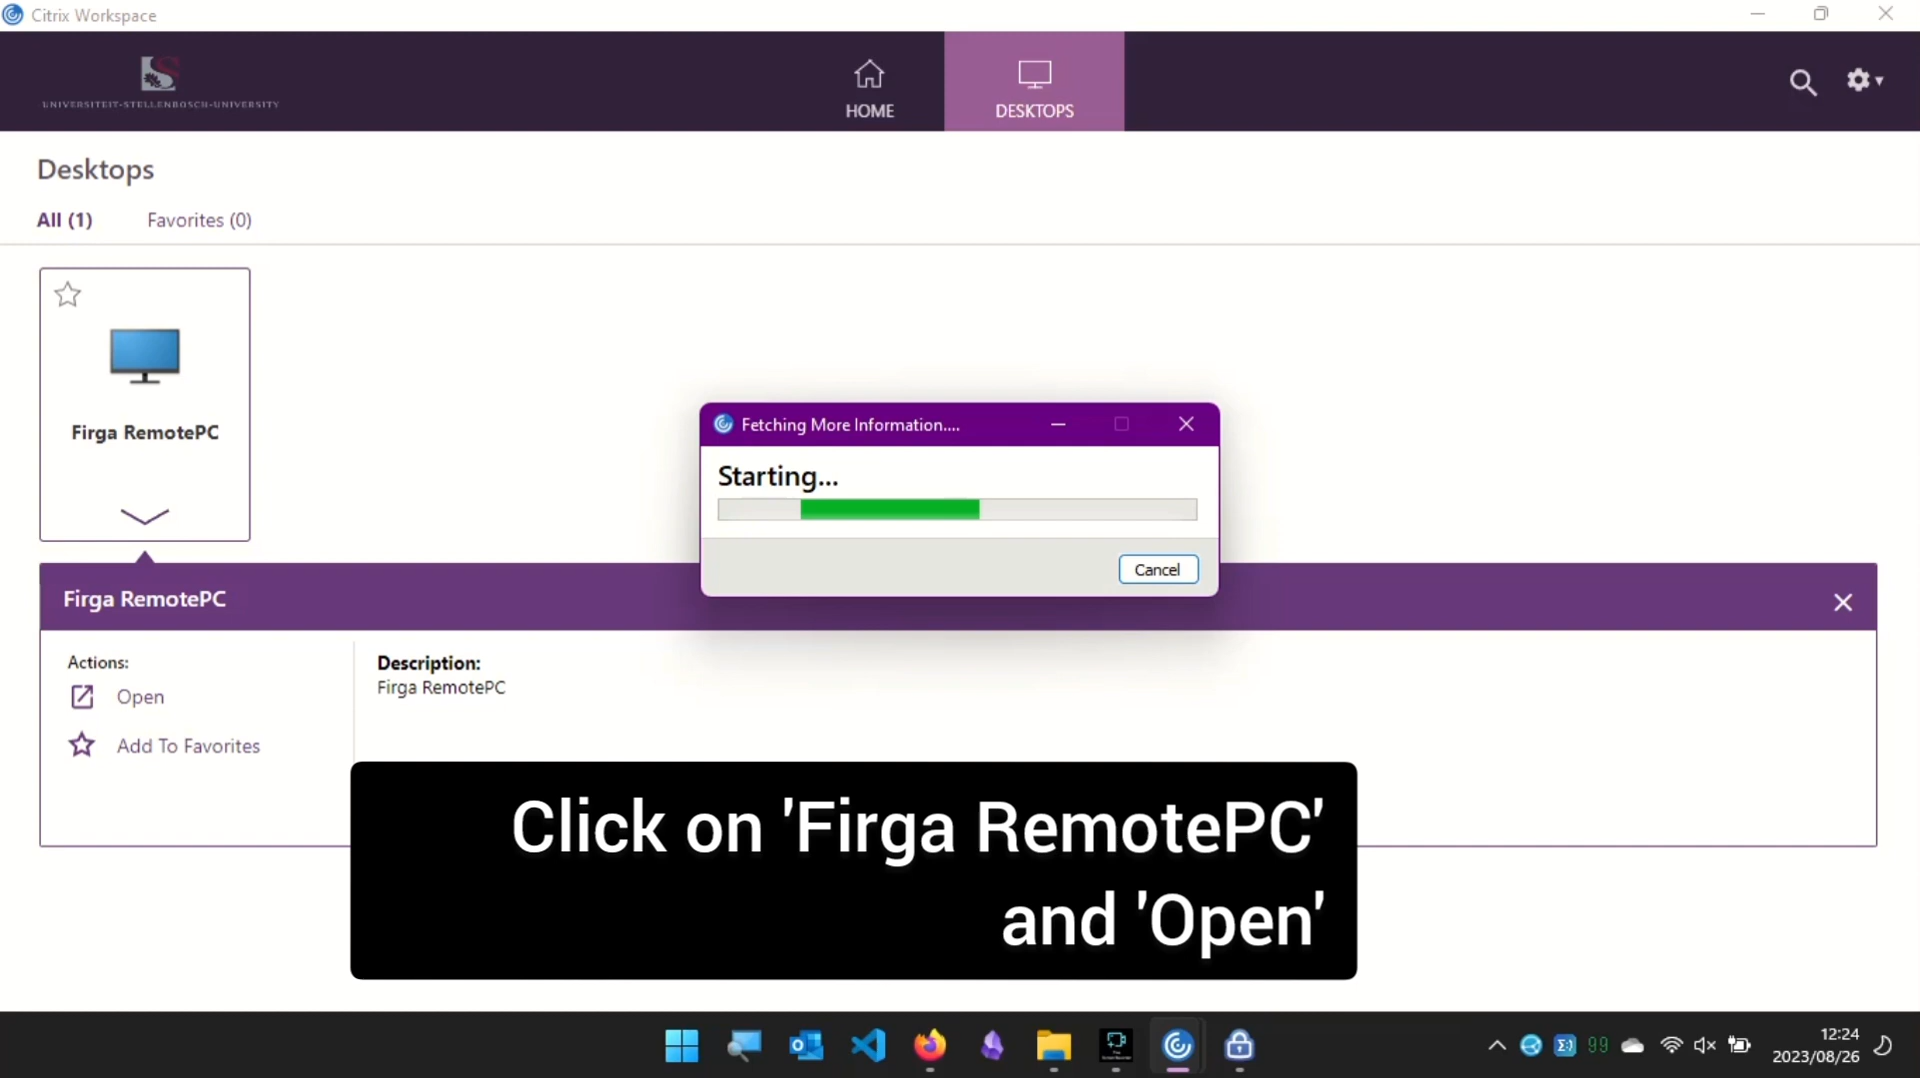 Citrix Workspace
UNIVERSITEIT-STELLENBOSCH-UNIVERSITY
HOME
DESKTOPS
Desktops
All (1)
Favorites (0)
Firga RemotePC
Fetching More Information....
Starting...
Cancel
Firga RemotePC
Actions:
Open
Add To Favorites
Description:
Firga RemotePC
Click on 'Firga RemotePC'
and 'Open'
99
12:24
2023/08/26